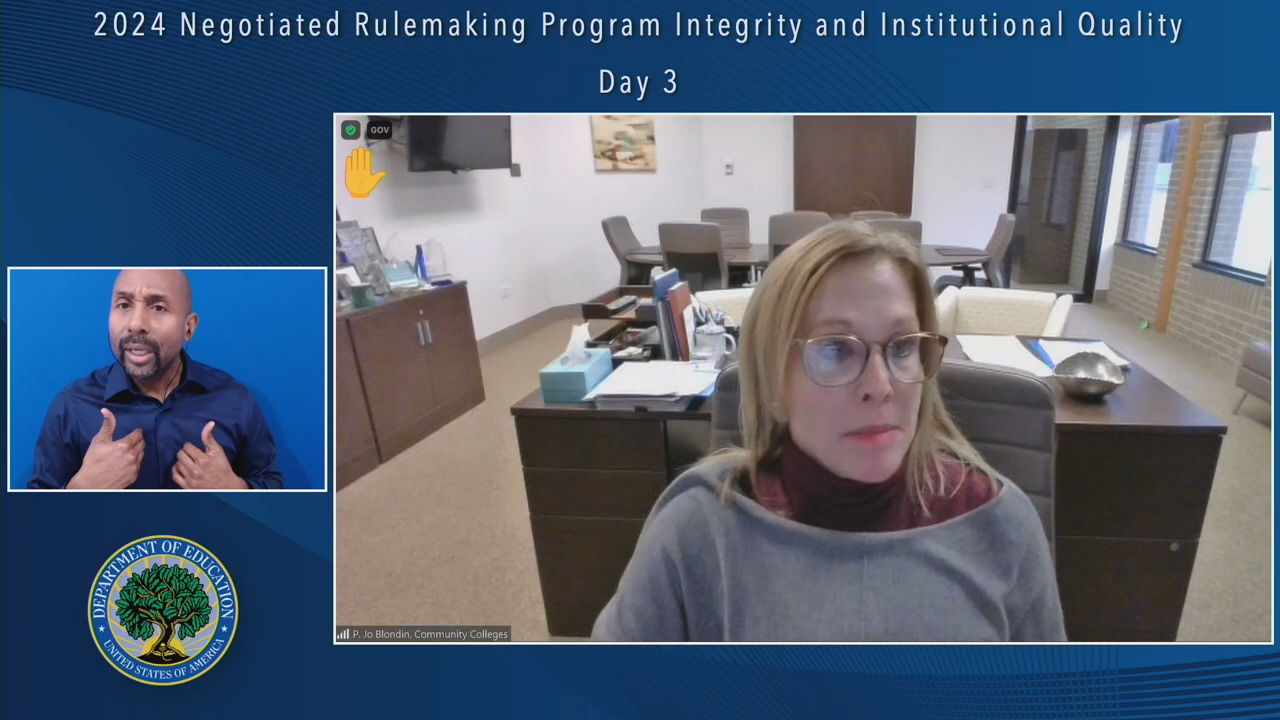 2024 Negotiated Rulemaking Program Integrity and Institutional Quality
Day 3
GOV
P. Jo Blondin, Community Colleges
DEPARTMENT OF EDUCATION
UNITED STATES OF AMERICA